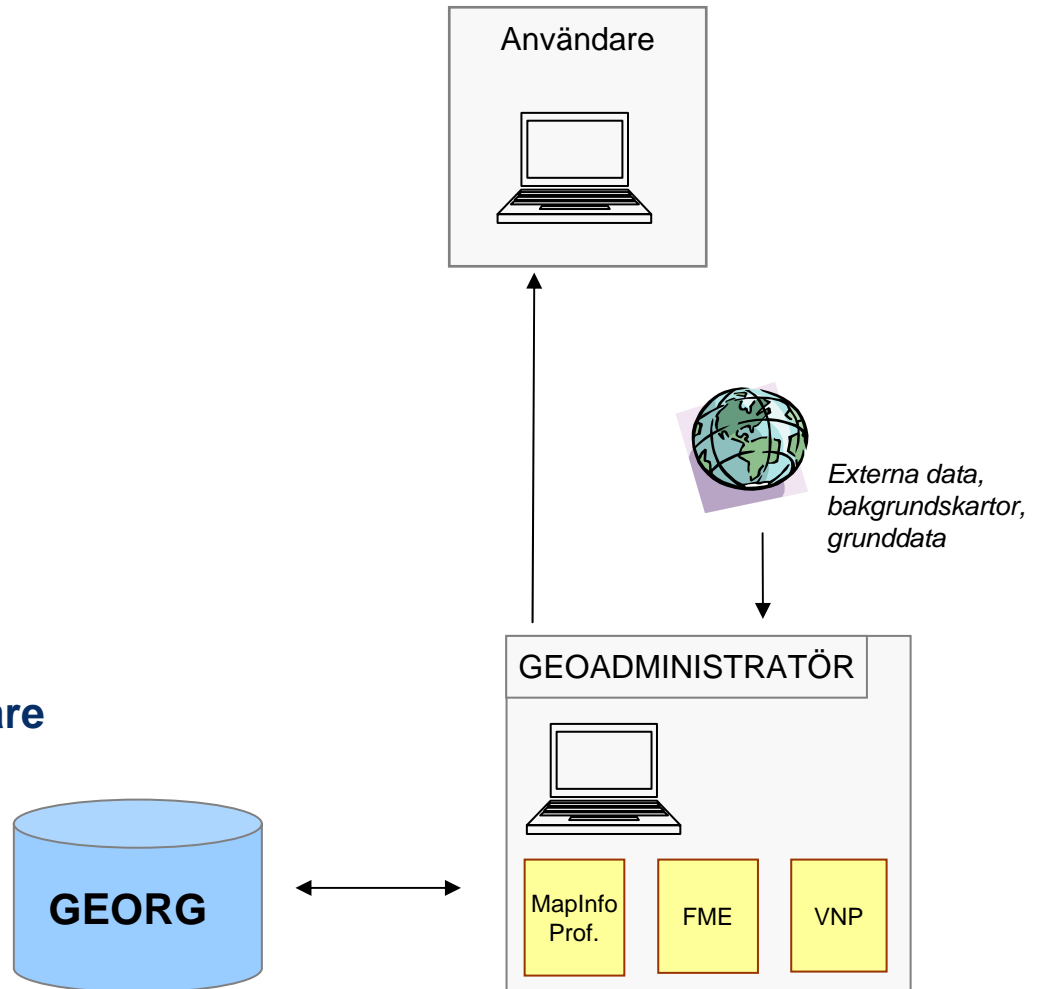 Användare
Externa data,
bakgrundskartor,
grunddata
GEOADMINISTRATÖR
are
GEORG
MapInfo
Prof.
FME
VNP